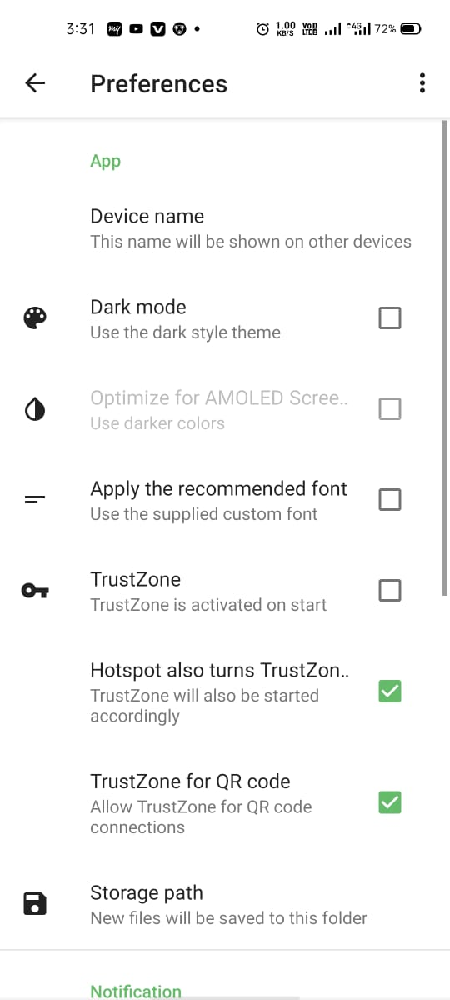 3:31 my V 1.00 KB/S VoD LTED 4G 72%
Preferences
App
Device name
This name will be shown on other devices
Dark mode
Use the dark style theme
Optimize for AMOLED Scree..
Use darker colors
Apply the recommended font
Use the supplied custom font
TrustZone
TrustZone is activated on start
Hotspot also turns TrustZon..
TrustZone will also be started
accordingly
TrustZone for QR code
Allow TrustZone for QR code
connections
Storage path
New files will be saved to this folder
Notification